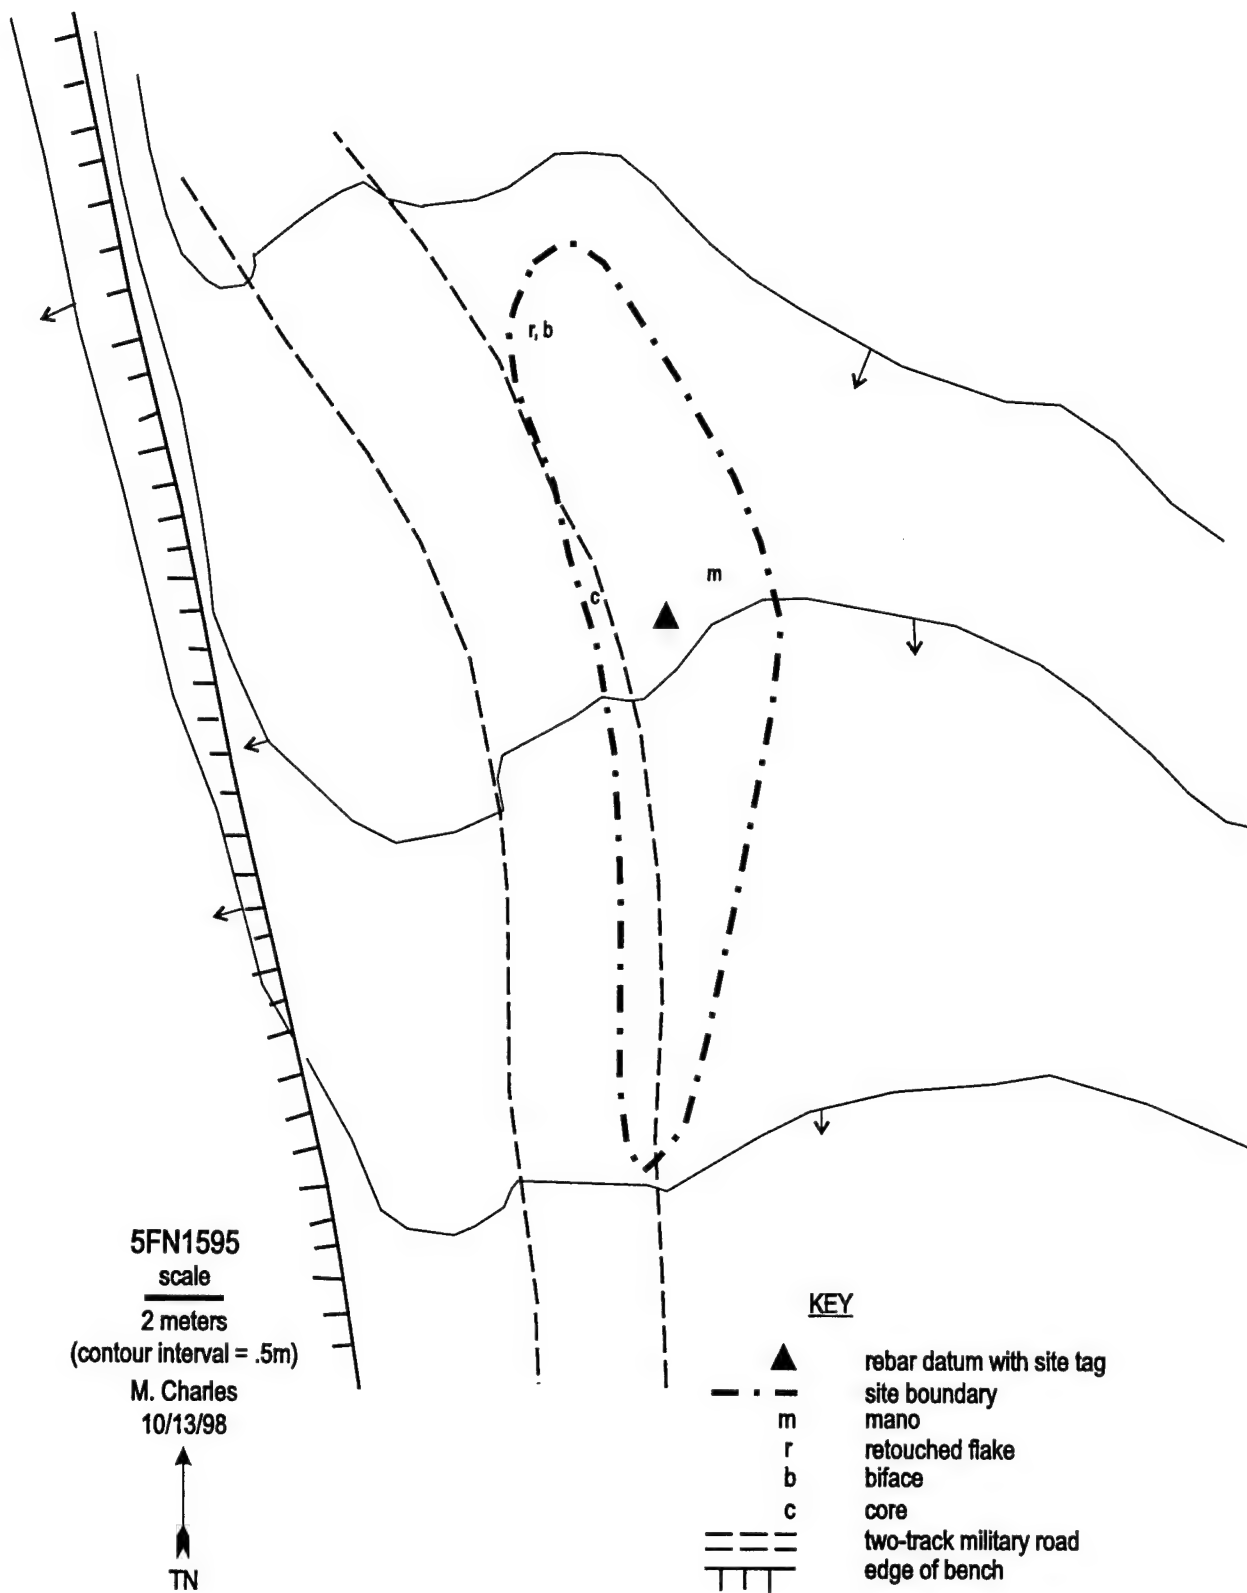 r, b
m
c
5FN1595
scale
2 meters
(contour interval = .5m)
M. Charles
10/13/98
TN
KEY
rebar datum with site tag
site boundary
m mano
r retouched flake
b biface
c core
two-track military road
edge of bench